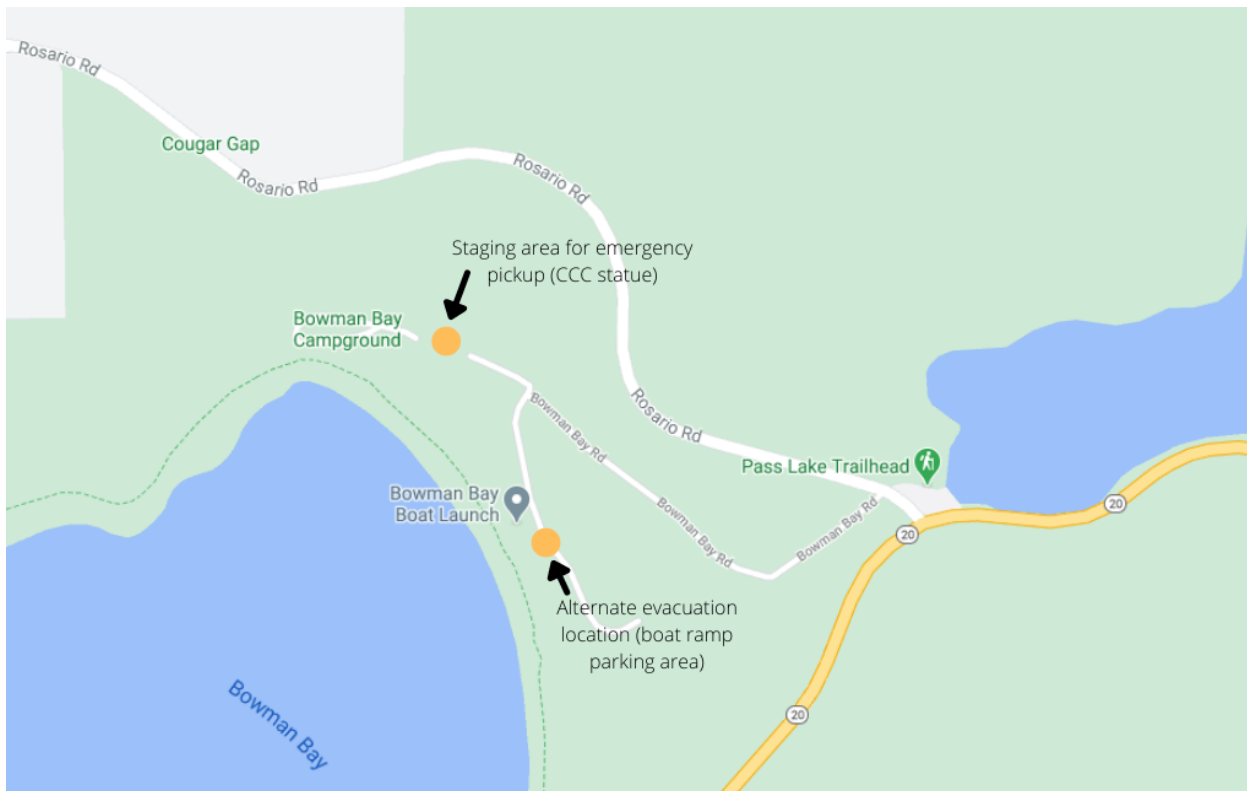 Rosario Rd
Cougar Gap
Rosario Rd
Rosario Rd
Staging area for emergency
pickup (CCC statue)
Bowman Bay
Campground
Bowman Bay Rd
Rosario Rd
Pass Lake Trailhead
Bowman Bay
Boat Launch
Bowman Bay Rd
Bowman Bay Rd
20
20
Alternate evacuation
location (boat ramp
parking area)
Bowman Bay
20